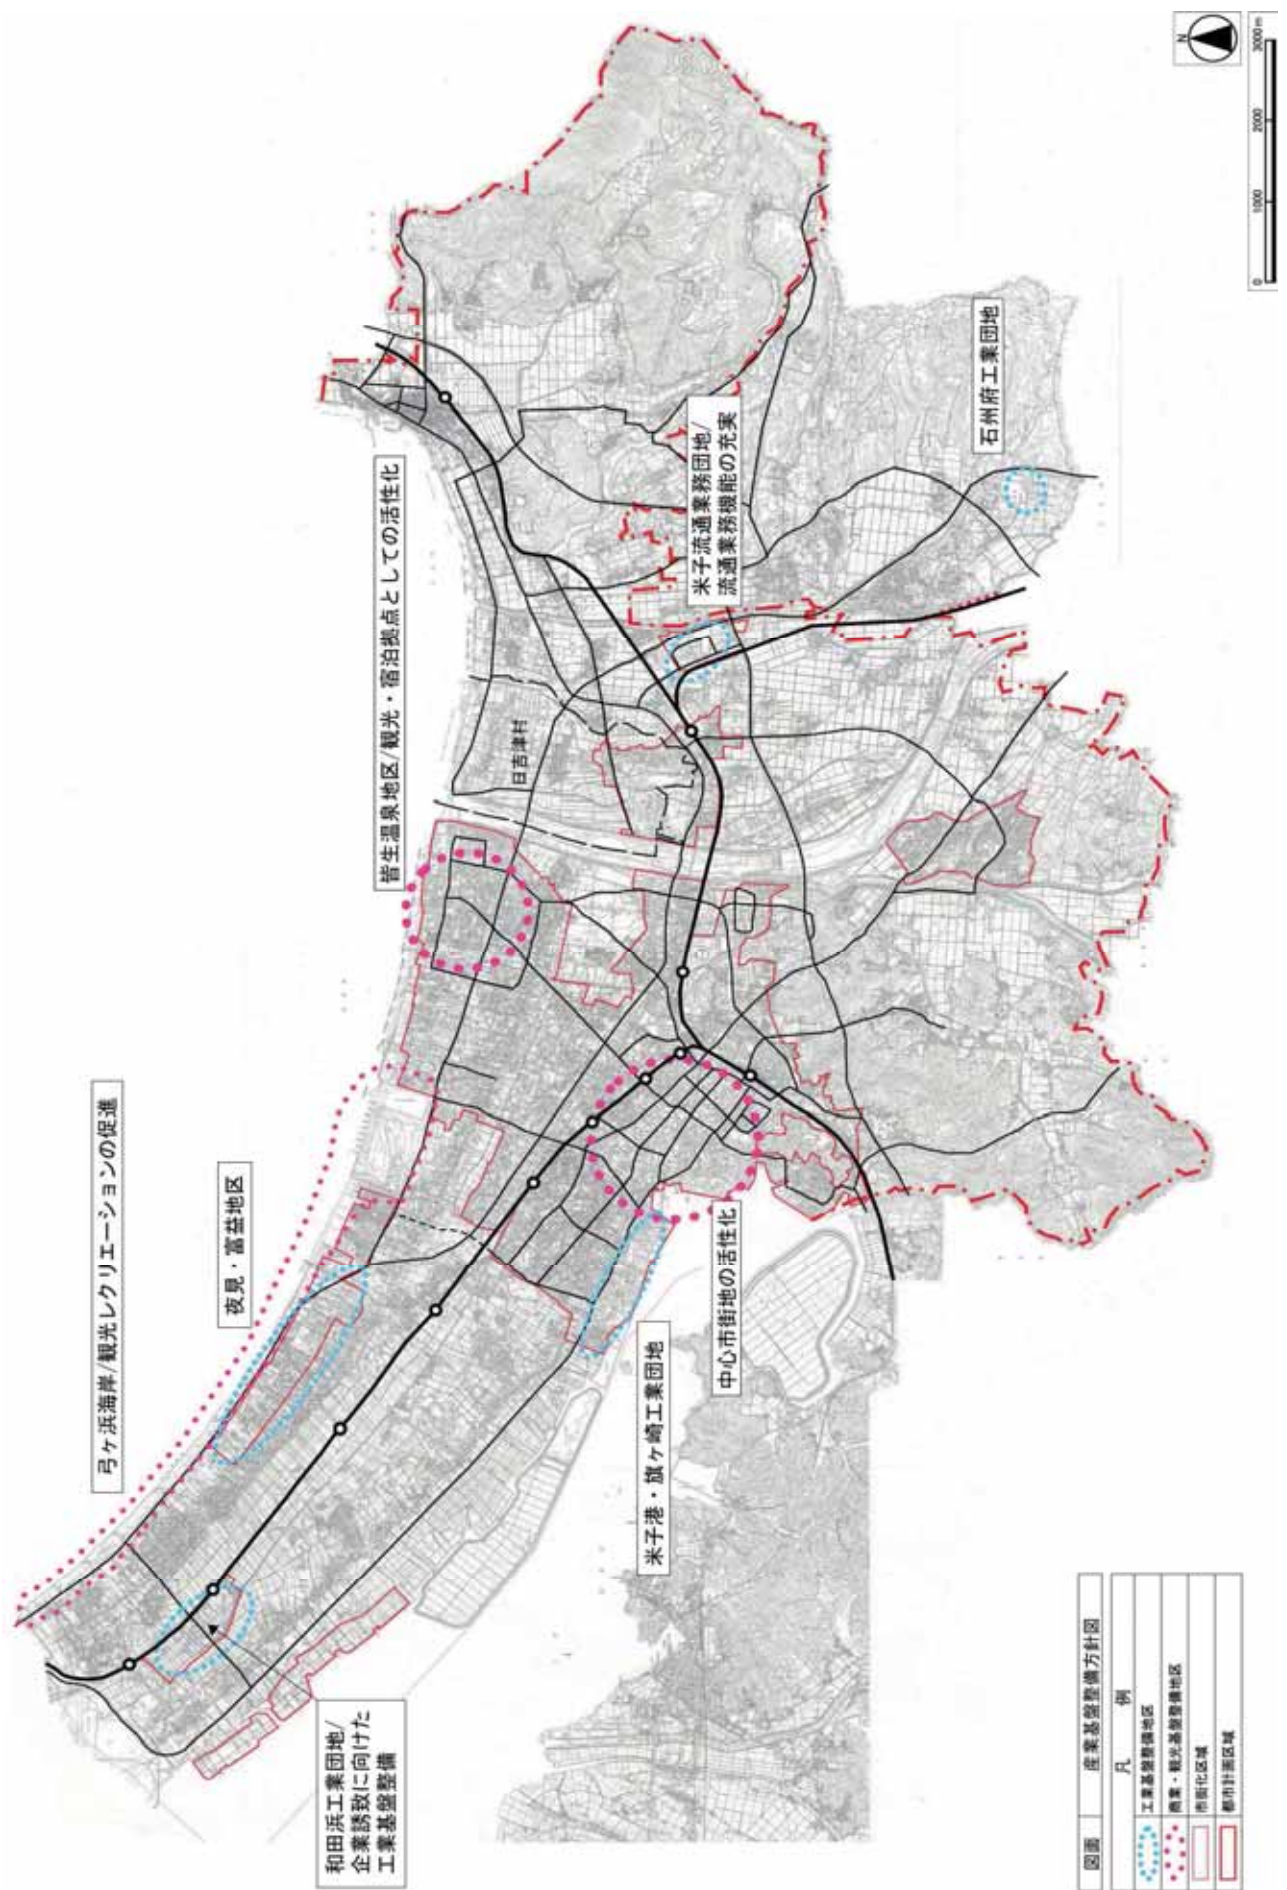 和田浜工業団地/
企業誘致に向けた
工業基盤整備
弓ヶ浜海岸/観光レクリエーションの促進
夜見・富益地区
皆生温泉地区/観光・宿泊拠点としての活性化
日吉津村
米子港・旗ヶ崎工業団地
中心市街地の活性化
米子流通業務団地/
流通業務機能の充実
石州府工業団地
N
0 1000 2000 3000m
図面 産業基盤整備方針図
凡 例
工業基盤整備地区
商業・観光基盤整備地区
市街化区域
都市計画区域